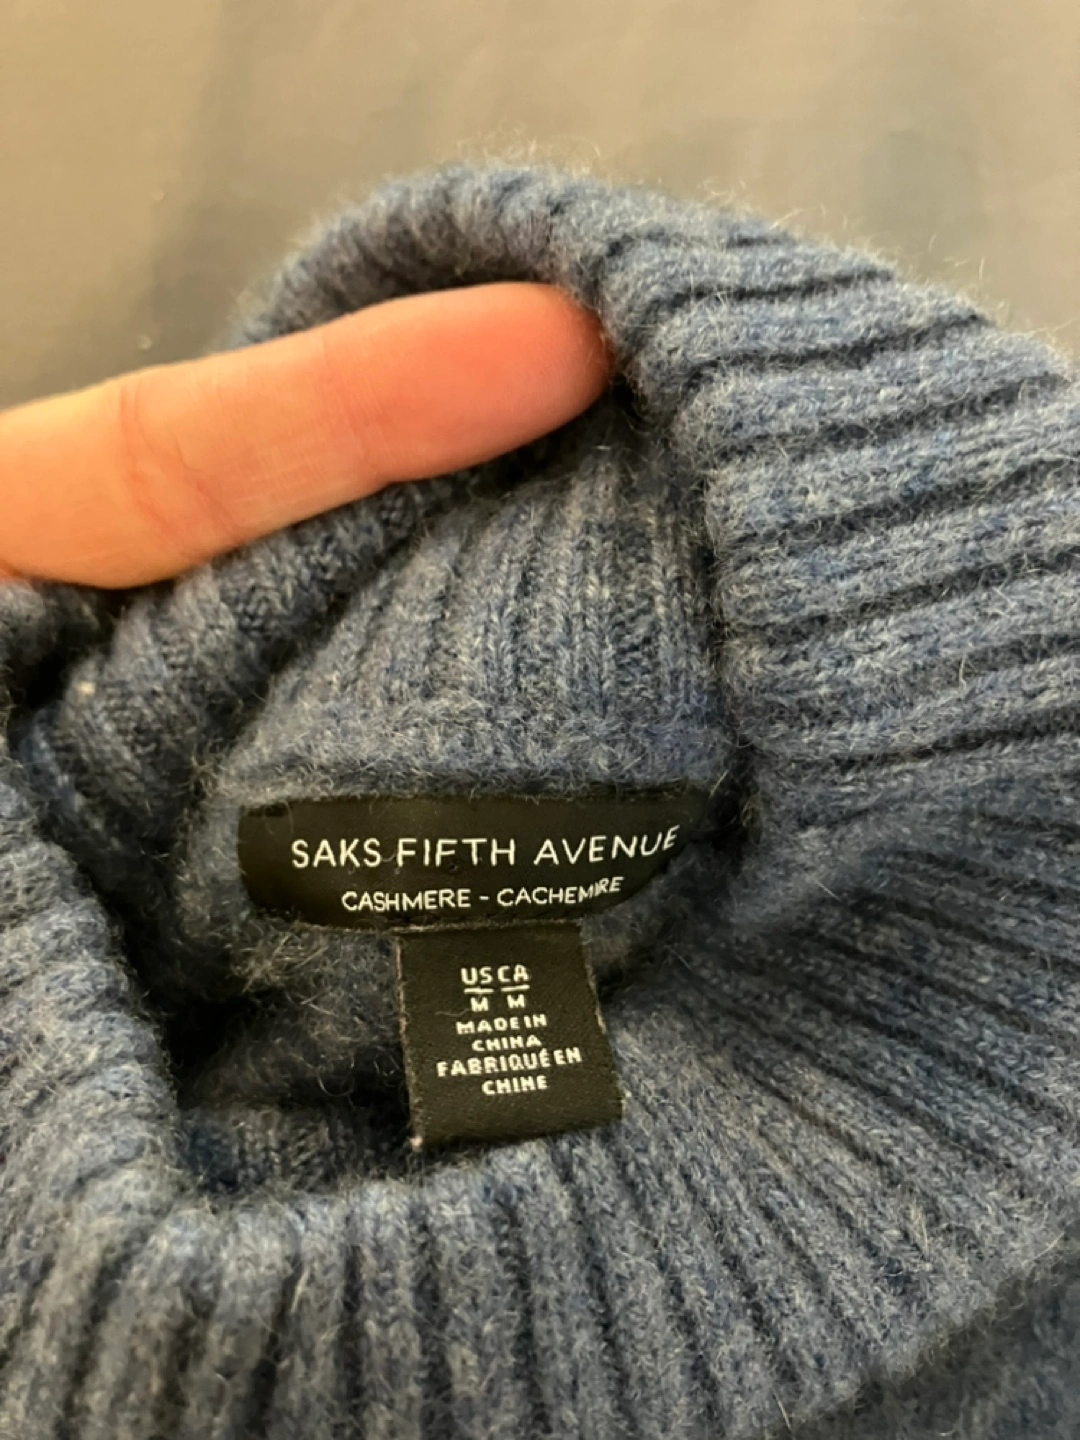 SAKS FIFTH AVENUE
CASHMERE - CACHEMIRE
US CA
M M
MADE IN
CHINA
FABRIQUÉ EN
CHINE